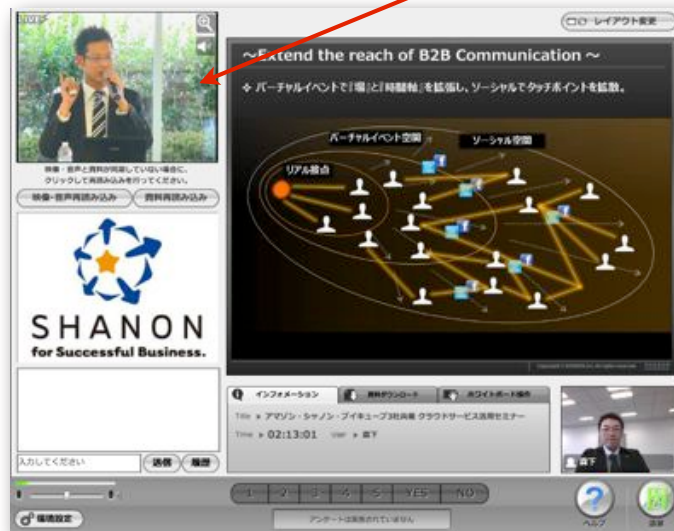 レイアウト変更
～Extend the reach of B2B Communication～
❖ バーチャルイベントで『場』と『時間軸』を拡張し、ソーシャルでタッチポイントを拡散。
バーチャルイベント空間
ソーシャル空間
リアル接点
映像・音声と資料が同期していない場合に、
クリックして再読み込みを行ってください。
映像・音声再読み込み
資料再読み込み
SHANON
for Successful Business.
インフォメーション
資料ダウンロード
ホワイトボード操作
Title » アマゾン・シャノン・ブイキューブ3社共催 クラウドサービス活用セミナー
Time » 02:13:01 User » 森下
森下
入力してください
送信
履歴
1 2 3 4 5 YES NO
アンケートは実施されていません
環境設定
ヘルプ
退室